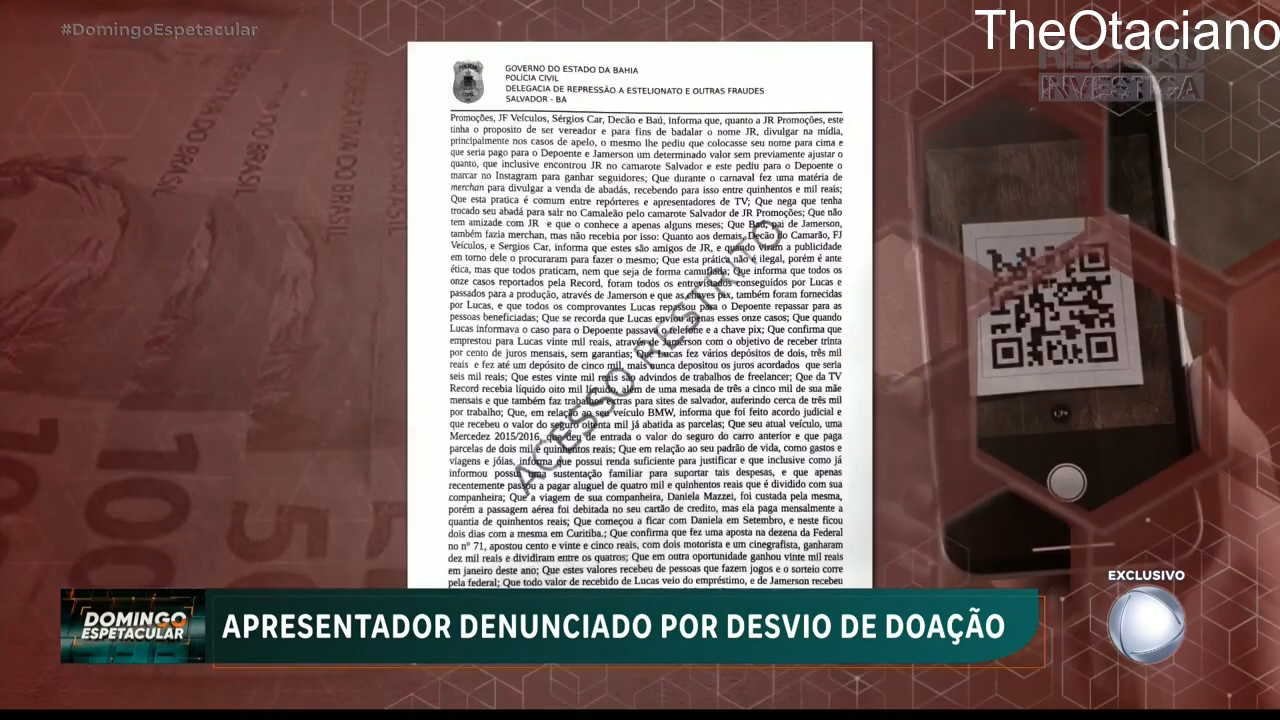 #DomingoEspetacular
TheOtaciano
RECORD
INVESTIGA
GOVERNO DO ESTADO DA BAHIA
POLÍCIA CIVIL
DELEGACIA DE REPRESSÃO A ESTELIONATO E OUTRAS FRAUDES
SALVADOR - BA
Promoções, JF Veículos, Sérgios Car, Decão e Baú, informa que, quanto a JR Promoções, este
tinha o proposito de ser vereador e para fins de badalar o nome JR, divulgar na mídia,
principalmente nos casos de apelo, o mesmo lhe pediu que colocasse seu nome para cima e
que seria pago para o Depoente e Jamerson um determinado valor sem previamente ajustar o
quanto, que inclusive encontrou JR no camarote Salvador e este pediu para o Depoente o
marcar no Instagram para ganhar seguidores; Que durante o carnaval fez uma matéria de
merchan para divulgar a venda de abadás, recebendo para isso entre quinhentos e mil reais;
Que esta pratica é comum entre repórteres e apresentadores de TV; Que nega que tenha
trocado seu abadá para sair no Camaleão pelo camarote Salvador de JR Promoções; Que não
tem amizade com JR e que o conhece a apenas alguns meses; Que Baú, pai de Jamerson,
também fazia merchan, mas não recebia por isso: Quanto aos demais, Decão do Camarão, FJ
Veículos, e Sergios Car, informa que estes são amigos de JR, e quando viram a publicidade
em torno dele o procuraram para fazer o mesmo; Que esta prática não é ilegal, porém é ante
ética, mas que todos praticam, nem que seja de forma camuflada; Que informa que todos os
onze casos reportados pela Record, foram todos os entrevistados conseguidos por Lucas e
passados para a produção, através de Jamerson e que as chaves pix, também foram fornecidas
por Lucas, e que todos os comprovantes Lucas repassou para o Depoente repassar para as
pessoas beneficiadas; Que se recorda que Lucas enviou apenas esses onze casos; Que quando
Lucas informava o caso para o Depoente passava o telefone e a chave pix; Que confirma que
emprestou para Lucas vinte mil reais, através de Jamerson com o objetivo de receber trinta
por cento de juros mensais, sem garantias; Que Lucas fez vários depósitos de dois, três mil
reais e fez até um depósito de cinco mil, mais nunca depositou os juros acordados que seria
seis mil reais; Que estes vinte mil reais são advindos de trabalhos de freelancer; Que da TV
Record recebia líquido oito mil líquido, além de uma mesada de três a cinco mil de sua mãe
mensais e que também faz trabalhos extras para sites de salvador, auferindo cerca de três mil
por trabalho; Que, em relação ao seu veículo BMW, informa que foi feito acordo judicial e
que recebeu o valor do seguro oitenta mil já abatida as parcelas; Que seu atual veículo, uma
Mercedez 2015/2016, que deu de entrada o valor do seguro do carro anterior e que paga
parcelas de dois mil e quinhentos reais; Que em relação ao seu padrão de vida, como gastos e
viagens e jóias, informa que possui renda suficiente para justificar e que inclusive como já
informou possui uma sustentação familiar para suportar tais despesas, e que apenas
recentemente passou a pagar aluguel de quatro mil e quinhentos reais que é dividido com sua
companheira; Que a viagem de sua companheira, Daniela Mazzei, foi custada pela mesma,
porém a passagem aérea foi debitada no seu cartão de credito, mas ela paga mensalmente a
quantia de quinhentos reais; Que começou a ficar com Daniela em Setembro, e neste ficou
dois dias com a mesma em Curitiba.; Que confirma que fez uma aposta na dezena da Federal
no nº 71, apostou cento e vinte e cinco reais, com dois motorista e um cinegrafista, ganharam
dez mil reais e dividiram entre os quatros; Que em outra oportunidade ganhou vinte mil reais
em janeiro deste ano; Que estes valores recebeu de pessoas que fazem jogos e o sorteio corre
pela federal; Que todo valor de recebido de Lucas veio do empréstimo, e de Jamerson recebeu
ACESSO RESTRITO
EXCLUSIVO
DOMINGO
ESPETACULAR
APRESENTADOR DENUNCIADO POR DESVIO DE DOAÇÃO